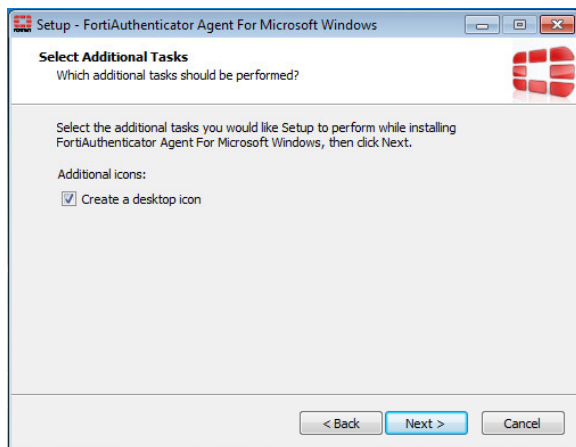 Setup - FortiAuthenticator Agent For Microsoft Windows
Select Additional Tasks
Which additional tasks should be performed?
Select the additional tasks you would like Setup to perform while installing
FortiAuthenticator Agent For Microsoft Windows, then click Next.
Additional icons:
Create a desktop icon
< Back
Next >
Cancel